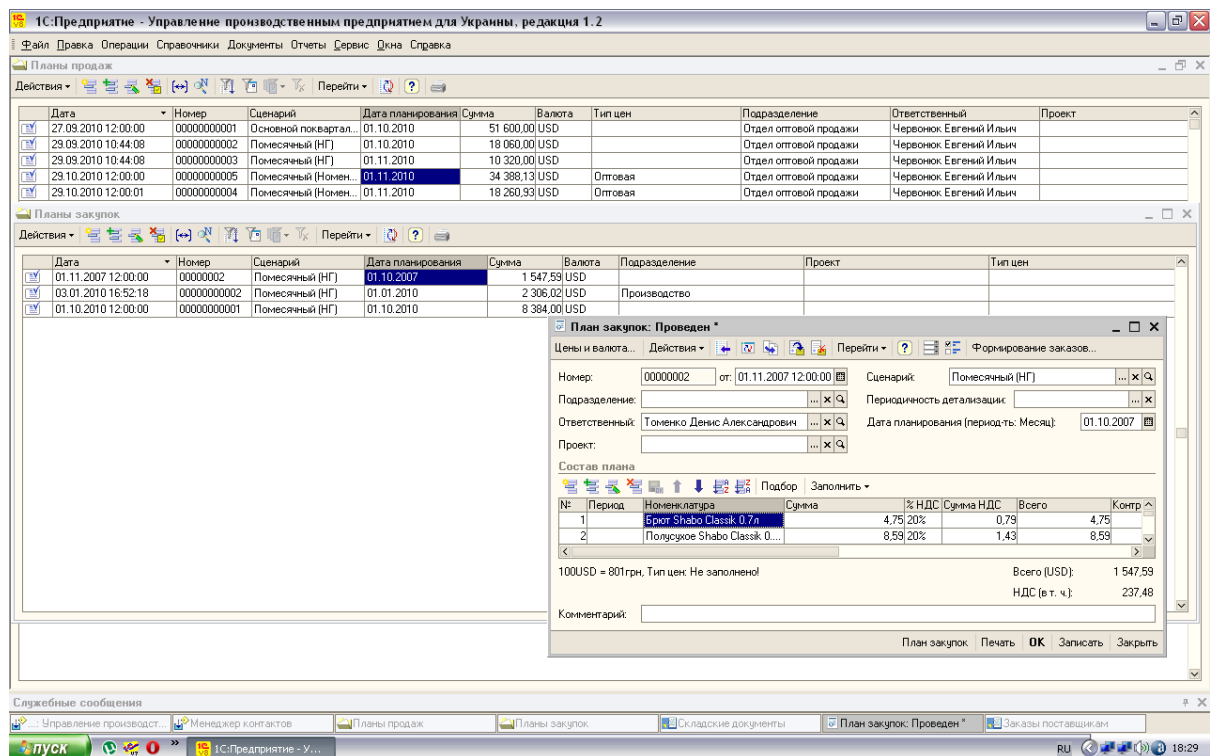 1С:Предприятие - Управление производственным предприятием для Украины, редакция 1.2
Файл Правка Операции Справочники Документы Отчеты Сервис Окна Справка
Планы продаж
Действия Перейти
Дата Номер Сценарий Дата планирования Сумма Валюта Тип цен Подразделение Ответственный Проект
27.09.2010 12:00:00 00000000001 Основной поквартал... 01.10.2010 51 600,00 USD Отдел оптовой продажи Червонюк Евгений Ильич
29.09.2010 10:44:08 00000000002 Помесячный (НГ) 01.10.2010 18 060,00 USD Отдел оптовой продажи Червонюк Евгений Ильич
29.09.2010 10:44:08 00000000003 Помесячный (НГ) 01.11.2010 10 320,00 USD Отдел оптовой продажи Червонюк Евгений Ильич
29.10.2010 12:00:00 00000000005 Помесячный (Номен... 01.11.2010 34 388,13 USD Оптовая Отдел оптовой продажи Червонюк Евгений Ильич
29.10.2010 12:00:01 00000000004 Помесячный (Номен... 01.11.2010 18 260,93 USD Оптовая Отдел оптовой продажи Червонюк Евгений Ильич
Планы закупок
Действия Перейти
Дата Номер Сценарий Дата планирования Сумма Валюта Подразделение Проект Тип цен
01.11.2007 12:00:00 00000002 Помесячный (НГ) 01.10.2007 1 547,59 USD
03.01.2010 16:52:18 00000000002 Помесячный (НГ) 01.01.2010 2 306,02 USD Производство
01.10.2010 12:00:00 00000000001 Помесячный (НГ) 01.10.2010 8 384,00 USD
План закупок: Проведен *
Цены и валюта... Действия Перейти Формирование заказов...
Номер: 00000002 от: 01.11.2007 12:00:00 Сценарий: Помесячный (НГ)
Подразделение: Периодичность детализации:
Ответственный: Томенко Денис Александрович Дата планирования (период-ть: Месяц): 01.10.2007
Проект:
Состав плана
Подбор Заполнить
№ Период Номенклатура Сумма % НДС Сумма НДС Всего Контр
1 Брют Shabo Classik 0.7л 4,75 20% 0,79 4,75
2 Полусухое Shabo Classik 0.... 8,59 20% 1,43 8,59
100USD = 801грн, Тип цен: Не заполнено! Всего (USD): 1 547,59
НДС (в т. ч.): 237,48
Комментарий:
План закупок Печать OK Записать Закрыть
Служебные сообщения
...: Управление производст... Менеджер контактов Планы продаж Планы закупок Складские документы План закупок: Проведен * Заказы поставщикам
пуск » 1С:Предприятие - У... RU 18:29